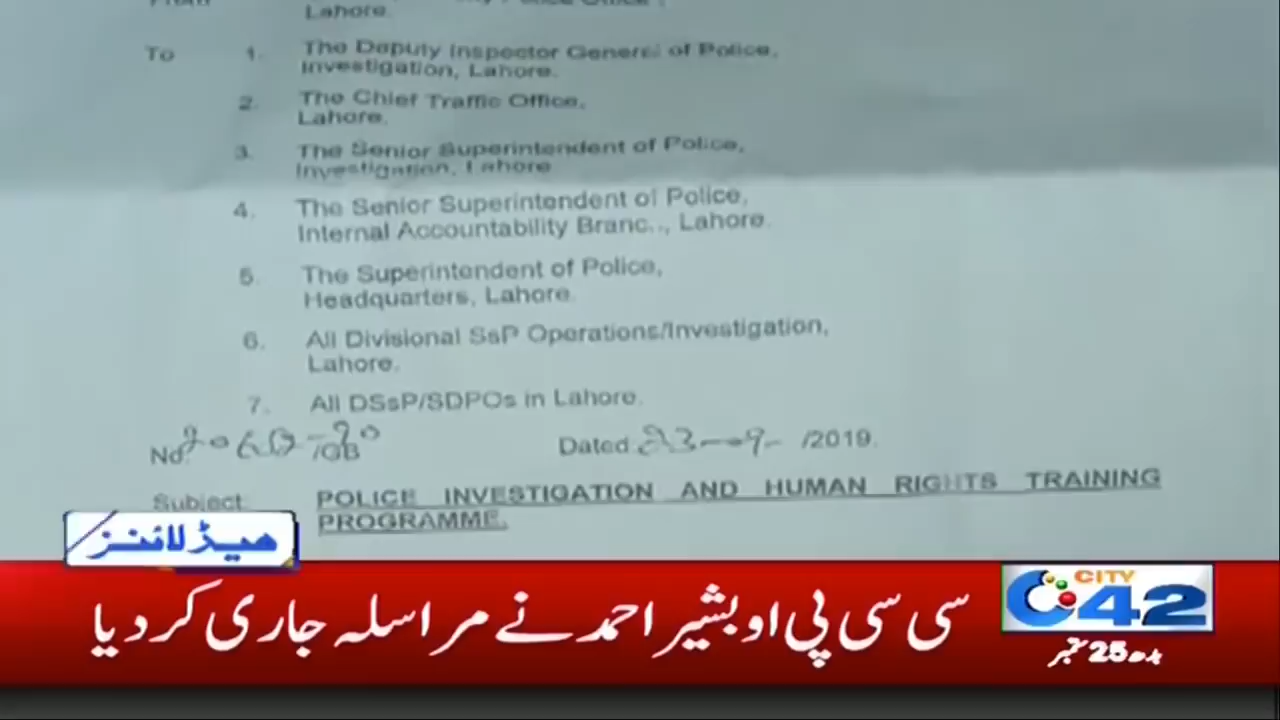 Lahore.
To 1. The Deputy Inspector General of Police,
Investigation, Lahore.
2. The Chief Traffic Office,
Lahore.
3. The Senior Superintendent of Police,
Investigation, Lahore
4. The Senior Superintendent of Police,
Internal Accountability Branc.., Lahore.
5. The Superintendent of Police,
Headquarters, Lahore.
6. All Divisional SsP Operations/Investigation,
Lahore.
7. All DSsP/SDPOs in Lahore.
No. /GB Dated 23-09- /2019.
Subject: POLICE INVESTIGATION AND HUMAN RIGHTS TRAINING
PROGRAMME.
ہیڈ لائنز
سی سی پی او بشیر احمد نے مراسلہ جاری کر دیا
CITY
42
بدھ 25 ستمبر